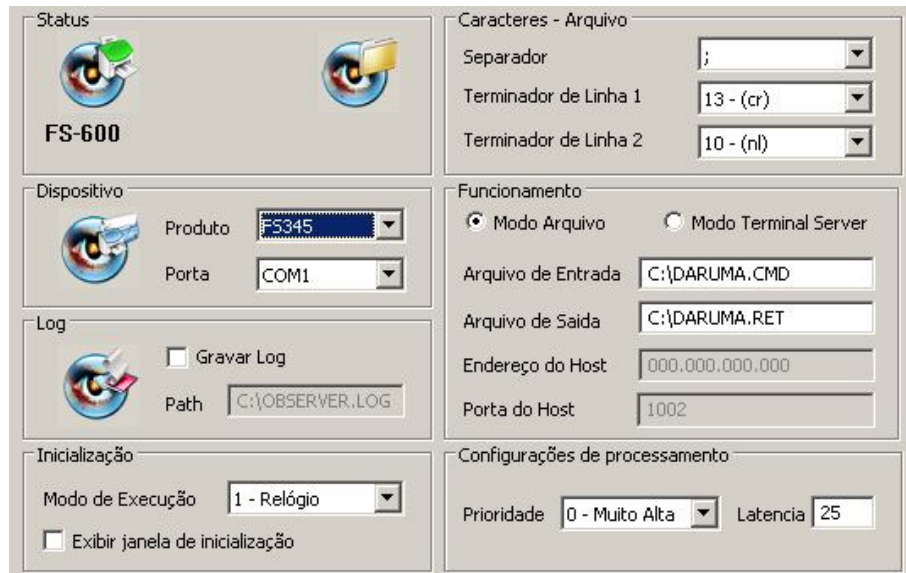 Status
FS-600
Caracteres - Arquivo
Separador ;
Terminador de Linha 1 13 - (cr)
Terminador de Linha 2 10 - (nl)
Dispositivo
Produto FS345
Porta COM1
Funcionamento
Modo Arquivo Modo Terminal Server
Arquivo de Entrada C:\DARUMA.CMD
Arquivo de Saida C:\DARUMA.RET
Endereço do Host 000.000.000.000
Porta do Host 1002
Log
Gravar Log
Path C:\OBSERVER.LOG
Inicialização
Modo de Execução 1 - Relógio
Exibir janela de inicialização
Configurações de processamento
Prioridade 0 - Muito Alta Latencia 25